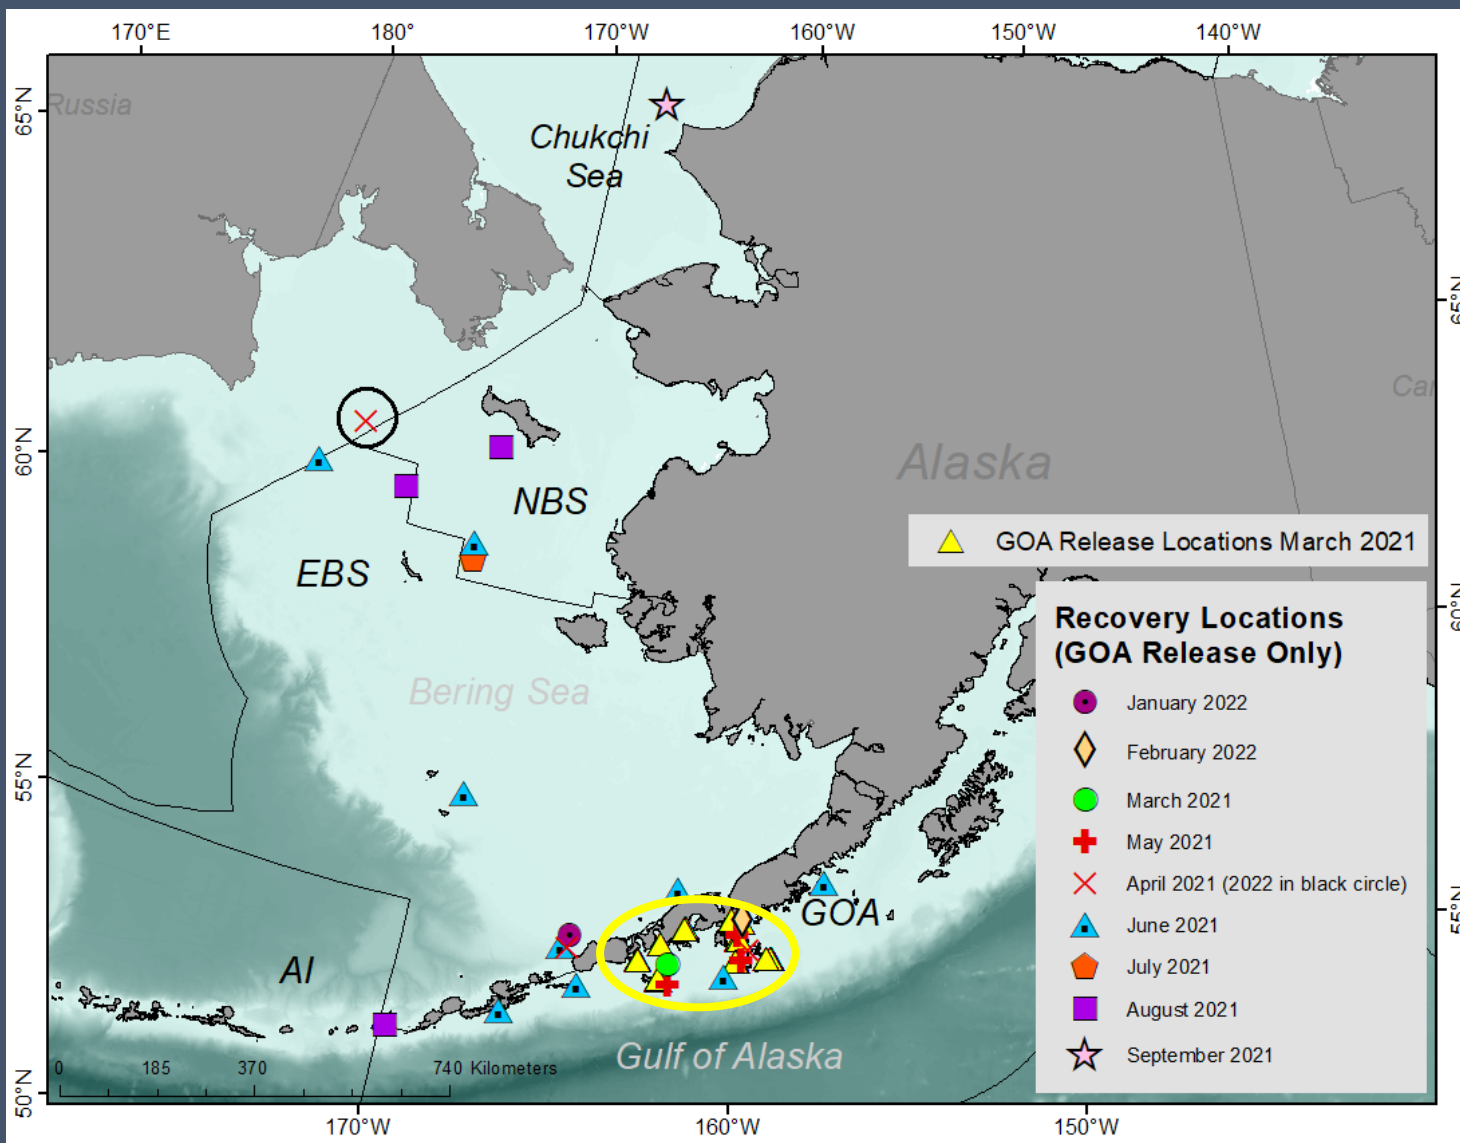 170°E 180° 170°W 160°W 150°W 140°W
65°N
Russia
Chukchi
Sea
65°N
60°N
Alaska
NBS
EBS
GOA Release Locations March 2021
60°N
Recovery Locations
(GOA Release Only)
January 2022
February 2022
March 2021
May 2021
April 2021 (2022 in black circle)
June 2021
July 2021
August 2021
September 2021
Bering Sea
55°N
GOA
55°N
AI
Gulf of Alaska
0 185 370 740 Kilometers
50°N
170°W 160°W 150°W